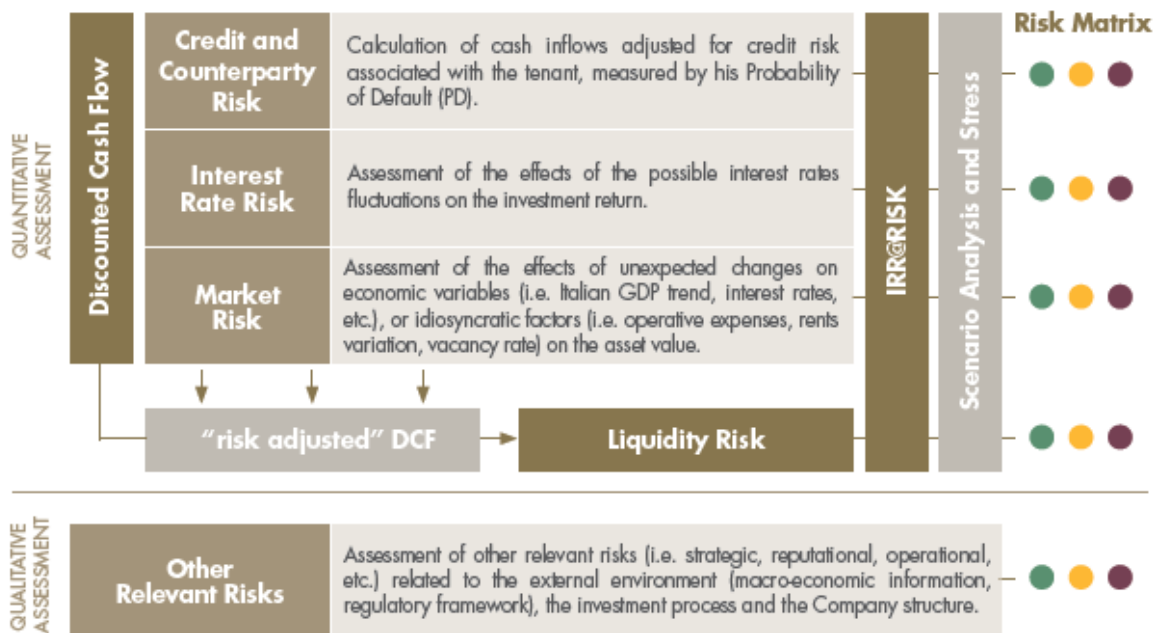 Risk Matrix
QUANTITATIVE
ASSESSMENT
Discounted Cash Flow
Credit and
Counterparty
Risk
Calculation of cash inflows adjusted for credit risk
associated with the tenant, measured by his Probability
of Default (PD).
Interest
Rate Risk
Assessment of the effects of the possible interest rates
fluctuations on the investment return.
Market
Risk
Assessment of the effects of unexpected changes on
economic variables (i.e. Italian GDP trend, interest rates,
etc.), or idiosyncratic factors (i.e. operative expenses, rents
variation, vacancy rate) on the asset value.
IRR@RISK
Scenario Analysis and Stress
“risk adjusted” DCF
Liquidity Risk
QUALITATIVE
ASSESSMENT
Other
Relevant Risks
Assessment of other relevant risks (i.e. strategic, reputational, operational,
etc.) related to the external environment (macro-economic information,
regulatory framework), the investment process and the Company structure.